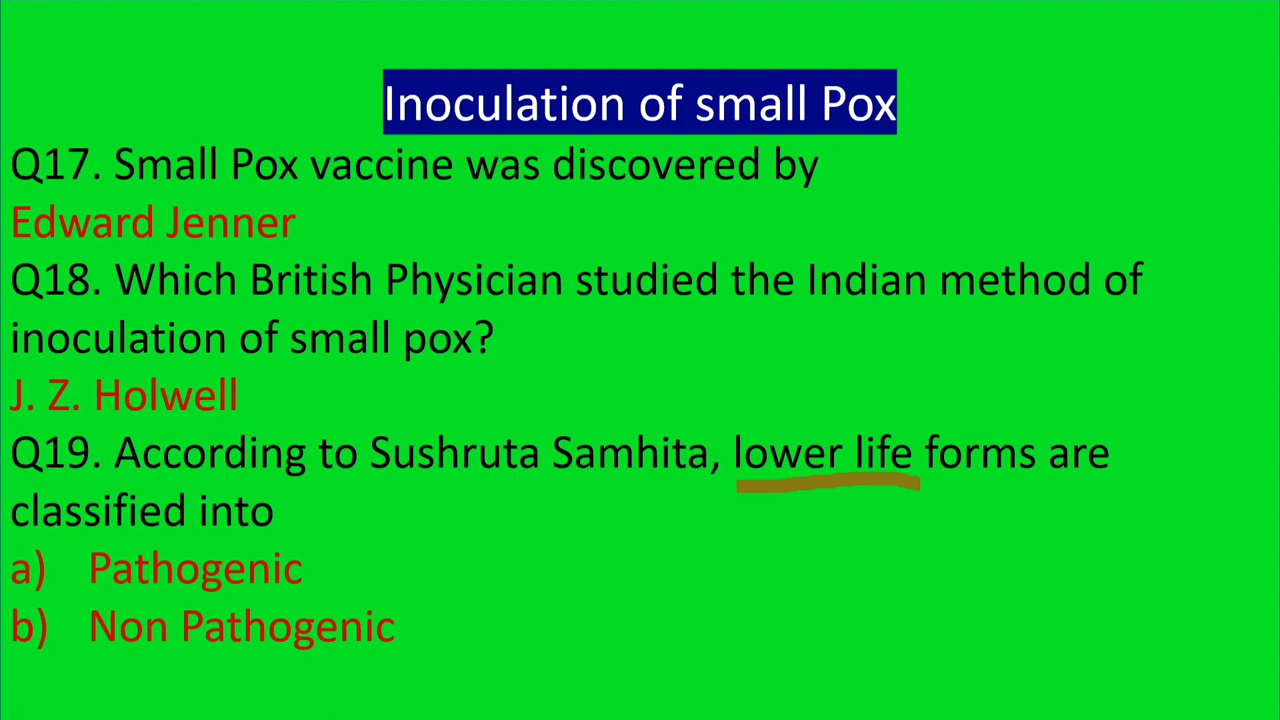 Inoculation of small Pox
Q17. Small Pox vaccine was discovered by
Edward Jenner
Q18. Which British Physician studied the Indian method of
inoculation of small pox?
J. Z. Holwell
Q19. According to Sushruta Samhita, lower life forms are
classified into
a) Pathogenic
b) Non Pathogenic